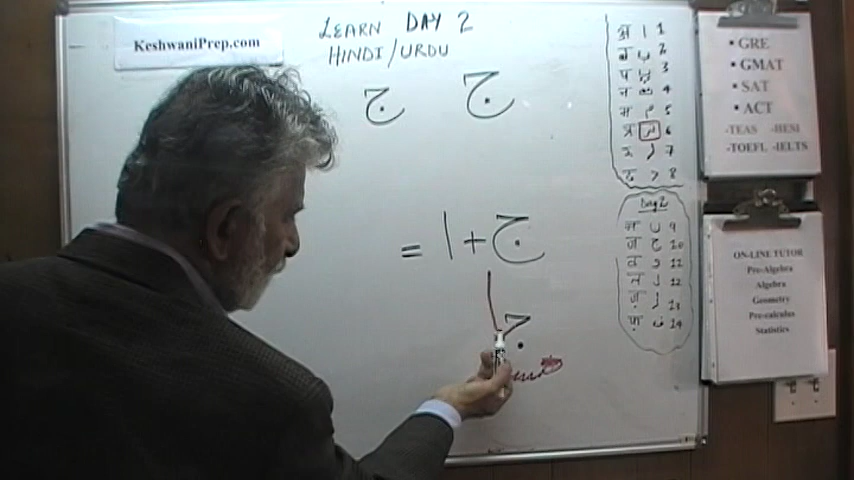 KeshwaniPrep.com
LEARN DAY 2
HINDI/URDU
ج ج
= ا + ج
अ ا 1
ब ب 2
प پ 3
न ن 4
म م 5
6
7
8
Day 2
9
ज ج 10
व و 11
12
ज़ ز 13
फ़ ف 14
• GRE
• GMAT
• SAT
• ACT
-TEAS -HESI
-TOEFL -IELTS
ON-LINE TUTOR
Pre-Algebra
Algebra
Geometry
Pre-calculus
Statistics